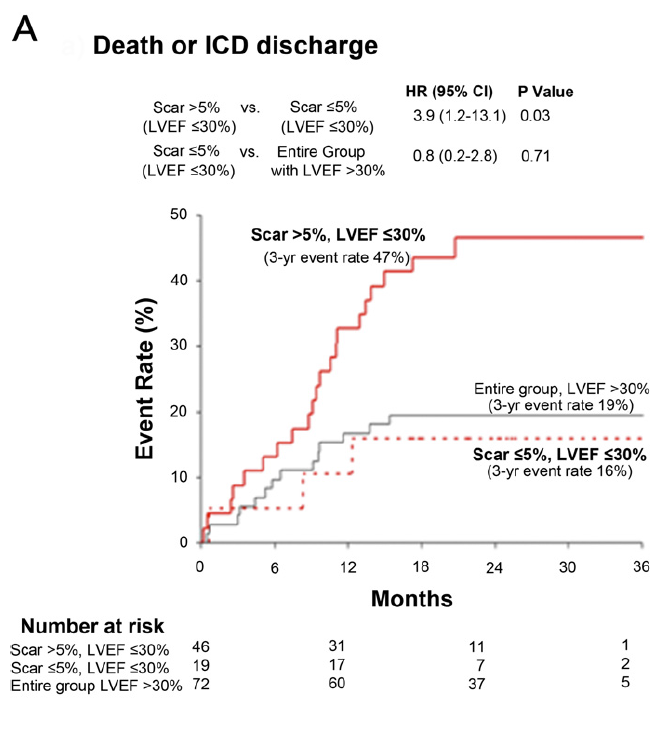 A
Death or ICD discharge
HR (95% CI) P Value
Scar >5% vs. Scar ≤5% 3.9 (1.2-13.1) 0.03
(LVEF ≤30%) (LVEF ≤30%)
Scar ≤5% vs. Entire Group 0.8 (0.2-2.8) 0.71
(LVEF ≤30%) with LVEF >30%
50
40
30
20
10
0
Event Rate (%)
Scar >5%, LVEF ≤30%
(3-yr event rate 47%)
Entire group, LVEF >30%
(3-yr event rate 19%)
Scar ≤5%, LVEF ≤30%
(3-yr event rate 16%)
0 6 12 18 24 30 36
Months
Number at risk
Scar >5%, LVEF ≤30% 46 31 11 1
Scar ≤5%, LVEF ≤30% 19 17 7 2
Entire group LVEF >30% 72 60 37 5